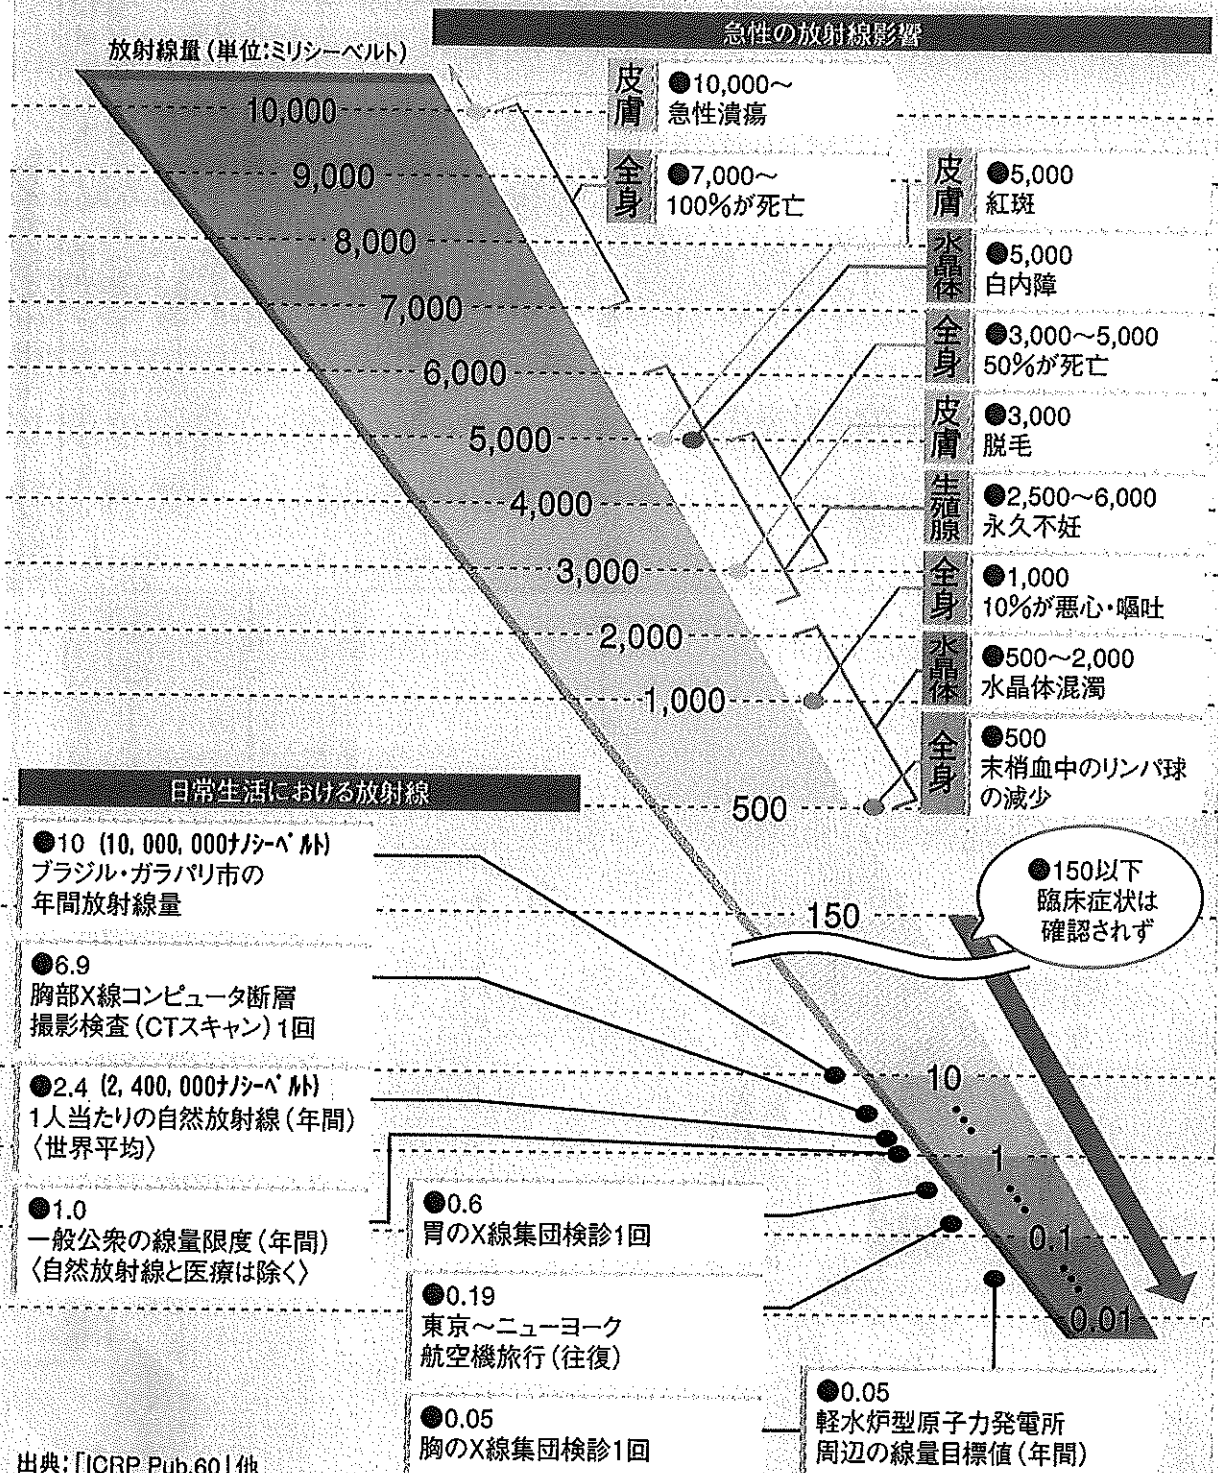 急性の放射線影響
放射線量(単位:ミリシーベルト)
10,000
9,000
8,000
7,000
6,000
5,000
4,000
3,000
2,000
1,000
500
150
10
1
0.1
0.01
皮膚
●10,000〜
急性潰瘍
全身
●7,000〜
100%が死亡
皮膚
●5,000
紅斑
水晶体
●5,000
白内障
全身
●3,000〜5,000
50%が死亡
皮膚
●3,000
脱毛
生殖腺
●2,500〜6,000
永久不妊
全身
●1,000
10%が悪心・嘔吐
水晶体
●500〜2,000
水晶体混濁
全身
●500
末梢血中のリンパ球
の減少
●150以下
臨床症状は
確認されず
日常生活における放射線
●10 (10,000,000ナノシーベルト)
ブラジル・ガラパリ市の
年間放射線量
●6.9
胸部X線コンピュータ断層
撮影検査(CTスキャン)1回
●2.4 (2,400,000ナノシーベルト)
1人当たりの自然放射線(年間)
〈世界平均〉
●1.0
一般公衆の線量限度(年間)
〈自然放射線と医療は除く〉
●0.6
胃のX線集団検診1回
●0.19
東京〜ニューヨーク
航空機旅行(往復)
●0.05
胸のX線集団検診1回
●0.05
軽水炉型原子力発電所
周辺の線量目標値(年間)
出典:「ICRP Pub.60」他